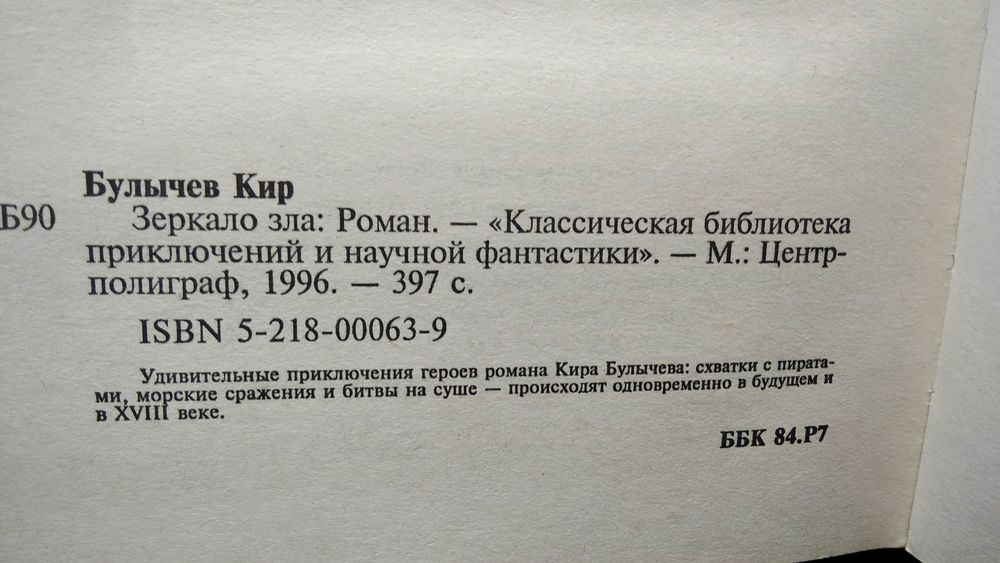 Булычев Кир
Б90
Зеркало зла: Роман. — «Классическая библиотека
приключений и научной фантастики». — М.: Центр-
полиграф, 1996. — 397 с.
ISBN 5-218-00063-9
Удивительные приключения героев романа Кира Булычева: схватки с пирата-
ми, морские сражения и битвы на суше — происходят одновременно в будущем и
в XVIII веке.
ББК 84.Р7